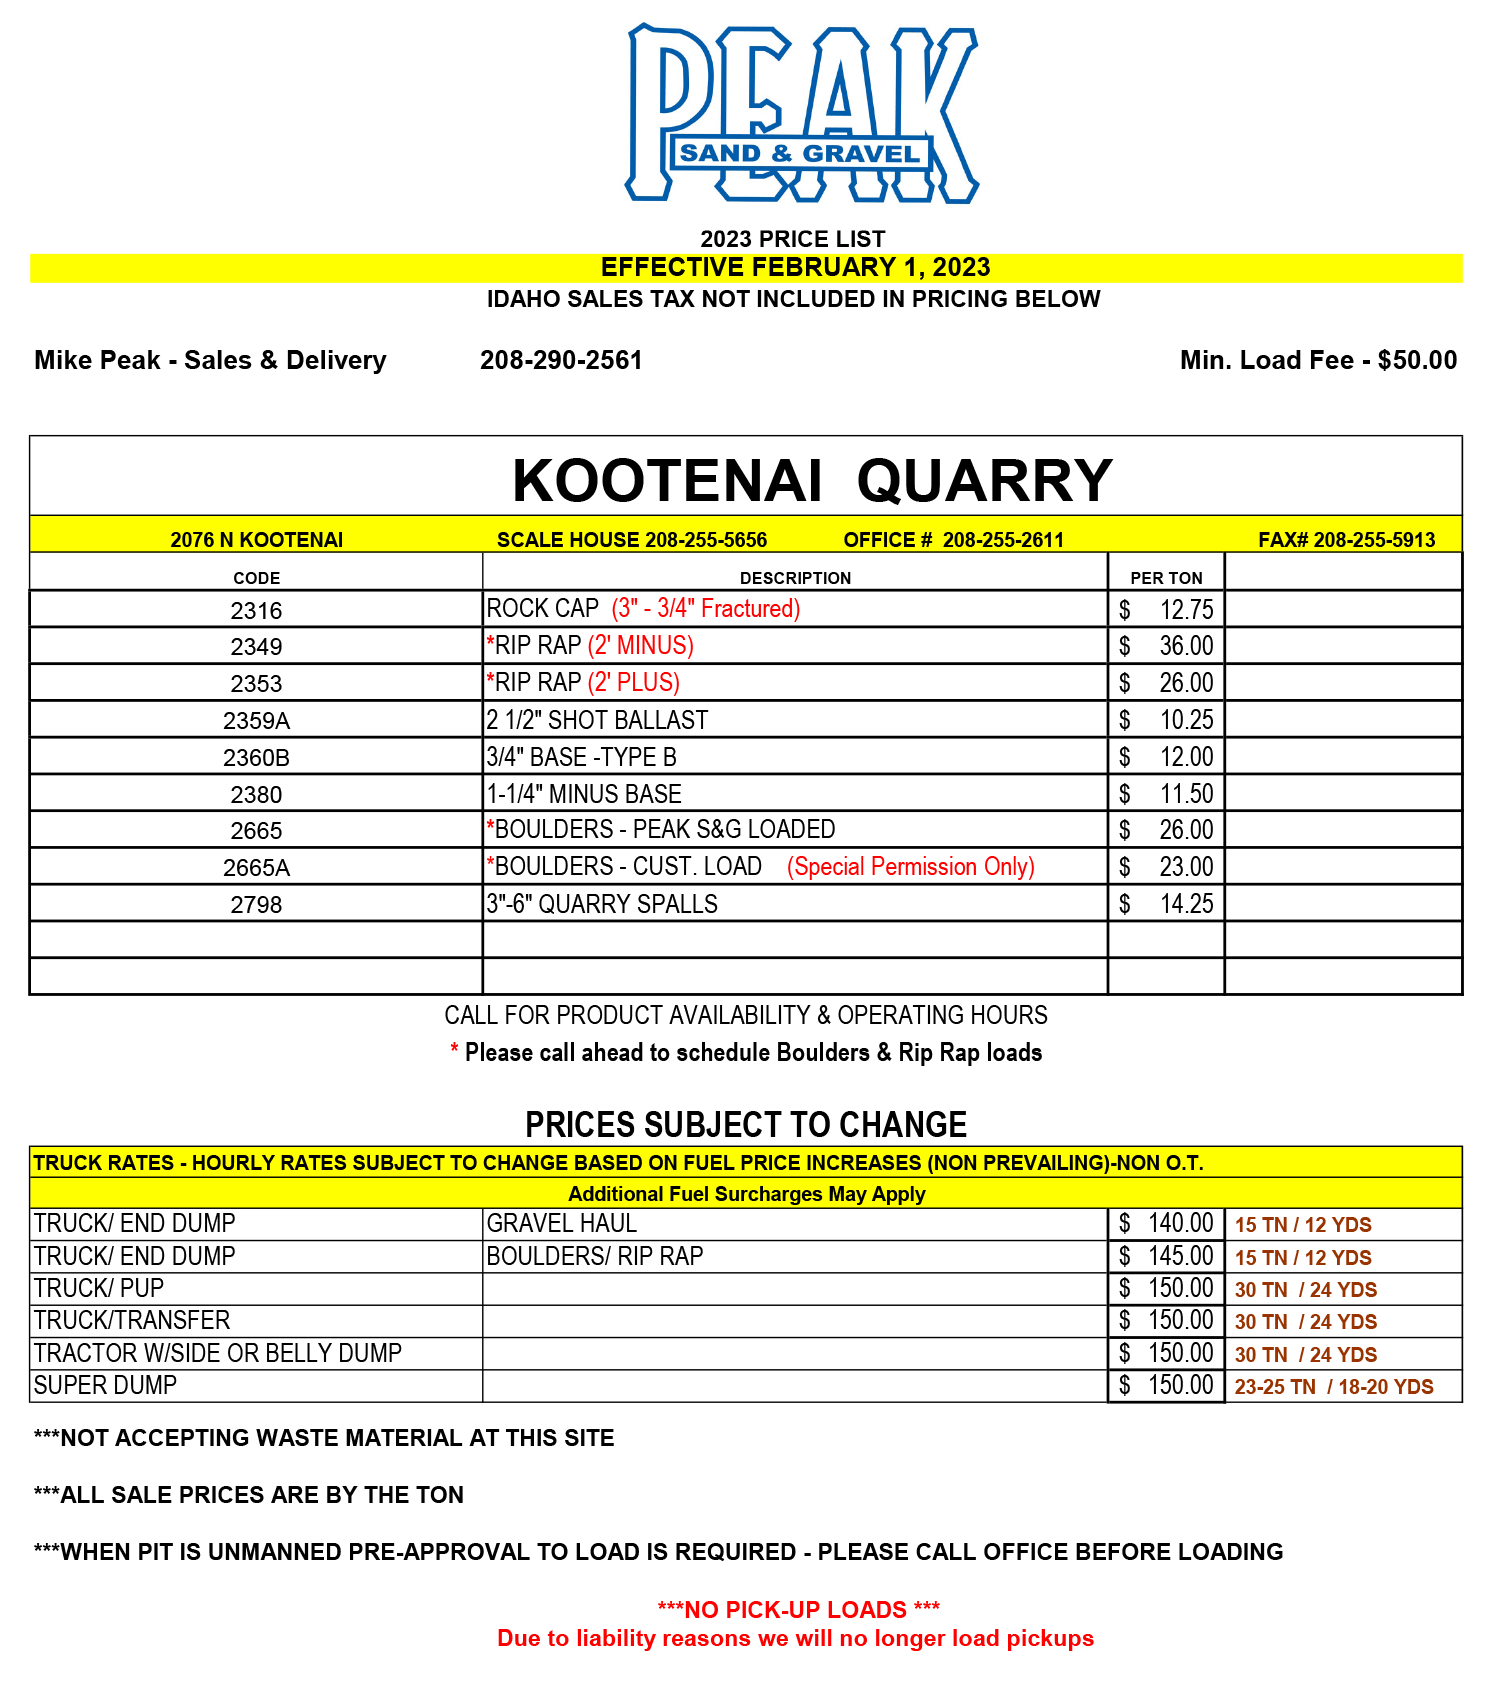 PEAK
SAND & GRAVEL
2023 PRICE LIST
EFFECTIVE FEBRUARY 1, 2023
IDAHO SALES TAX NOT INCLUDED IN PRICING BELOW
Mike Peak - Sales & Delivery 208-290-2561 Min. Load Fee - $50.00
KOOTENAI QUARRY
2076 N KOOTENAI SCALE HOUSE 208-255-5656 OFFICE # 208-255-2611 FAX# 208-255-5913
CODE DESCRIPTION PER TON
2316 ROCK CAP (3" - 3/4" Fractured) $ 12.75
2349 *RIP RAP (2' MINUS) $ 36.00
2353 *RIP RAP (2' PLUS) $ 26.00
2359A 2 1/2" SHOT BALLAST $ 10.25
2360B 3/4" BASE -TYPE B $ 12.00
2380 1-1/4" MINUS BASE $ 11.50
2665 *BOULDERS - PEAK S&G LOADED $ 26.00
2665A *BOULDERS - CUST. LOAD (Special Permission Only) $ 23.00
2798 3"-6" QUARRY SPALLS $ 14.25
CALL FOR PRODUCT AVAILABILITY & OPERATING HOURS
* Please call ahead to schedule Boulders & Rip Rap loads
PRICES SUBJECT TO CHANGE
TRUCK RATES - HOURLY RATES SUBJECT TO CHANGE BASED ON FUEL PRICE INCREASES (NON PREVAILING)-NON O.T.
Additional Fuel Surcharges May Apply
TRUCK/ END DUMP GRAVEL HAUL $ 140.00 15 TN / 12 YDS
TRUCK/ END DUMP BOULDERS/ RIP RAP $ 145.00 15 TN / 12 YDS
TRUCK/ PUP $ 150.00 30 TN / 24 YDS
TRUCK/TRANSFER $ 150.00 30 TN / 24 YDS
TRACTOR W/SIDE OR BELLY DUMP $ 150.00 30 TN / 24 YDS
SUPER DUMP $ 150.00 23-25 TN / 18-20 YDS
***NOT ACCEPTING WASTE MATERIAL AT THIS SITE
***ALL SALE PRICES ARE BY THE TON
***WHEN PIT IS UNMANNED PRE-APPROVAL TO LOAD IS REQUIRED - PLEASE CALL OFFICE BEFORE LOADING
***NO PICK-UP LOADS ***
Due to liability reasons we will no longer load pickups